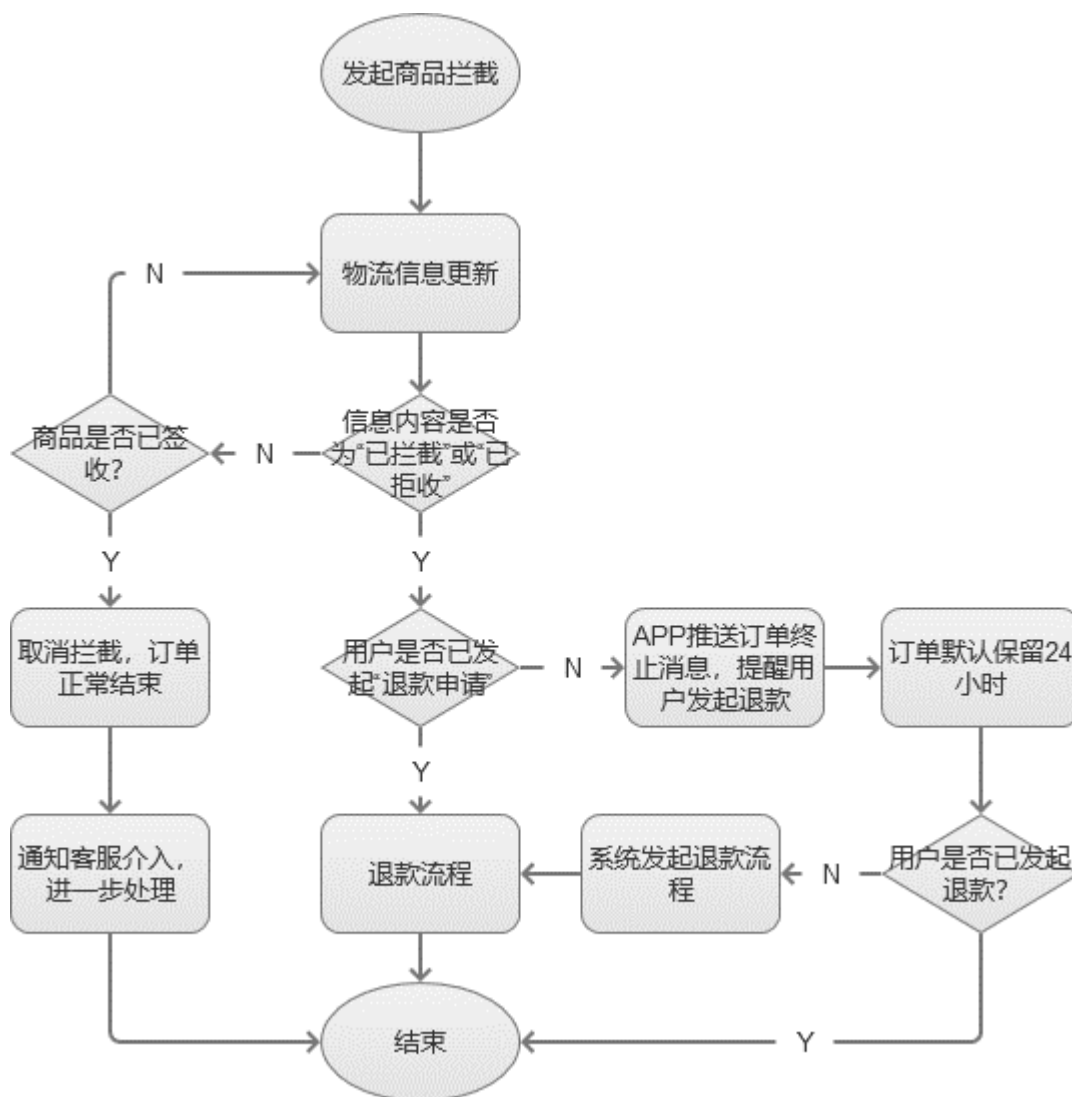 发起商品拦截
N
物流信息更新
商品是否已签
收？
N
信息内容是否
为“已拦截”或“已
拒收”
Y
Y
取消拦截，订单
正常结束
用户是否已发
起“退款申请”
N
APP推送订单终
止消息，提醒用
户发起退款
订单默认保留24
小时
Y
通知客服介入，
进一步处理
退款流程
系统发起退款流
程
N
用户是否已发起
退款？
结束
Y